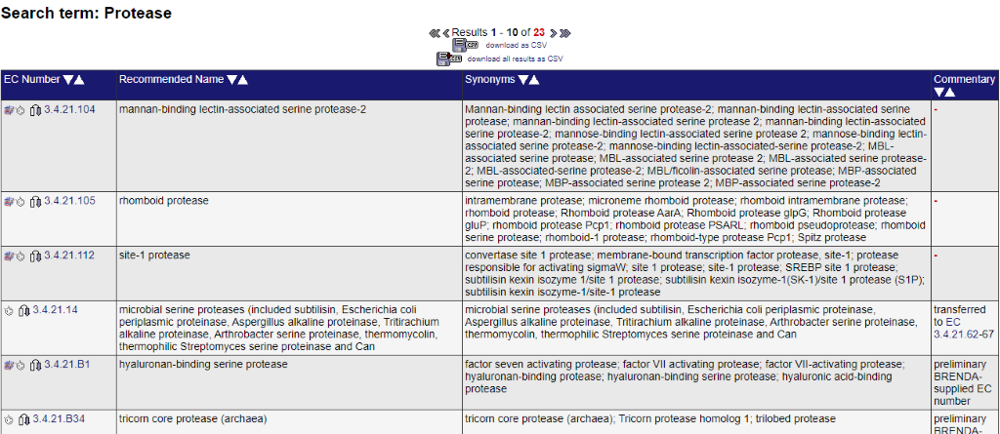 Search term: Protease
Results 1 - 10 of 23
CSV download as CSV
CSV download all results as CSV
EC Number Recommended Name Synonyms Commentary
3.4.21.104 mannan-binding lectin-associated serine protease-2 Mannan-binding lectin associated serine protease-2; mannan-binding lectin-associated serine -
protease; mannan-binding lectin-associated serine protease 2; mannan-binding lectin-associated
serine protease-2; mannose-binding lectin-associated serine protease 2; mannose-binding lectin-
associated serine protease-2; mannose-binding lectin-associated-serine protease-2; MBL-
associated serine protease; MBL-associated serine protease 2; MBL-associated serine protease-
2; MBL-associated-serine protease-2; MBL/ficolin-associated serine protease; MBP-associated
serine protease; MBP-associated serine protease 2; MBP-associated serine protease-2
3.4.21.105 rhomboid protease intramembrane protease; microneme rhomboid protease; rhomboid intramembrane protease; -
rhomboid protease; Rhomboid protease AarA; Rhomboid protease glpG; Rhomboid protease
gluP; rhomboid protease Pcp1; rhomboid protease PSARL; rhomboid pseudoprotease; rhomboid
serine protease; rhomboid-1 protease; rhomboid-type protease Pcp1; Spitz protease
3.4.21.112 site-1 protease convertase site 1 protease; membrane-bound transcription factor protease, site-1; protease -
responsible for activating sigmaW; site 1 protease; site-1 protease; SREBP site 1 protease;
subtilisin kexin isozyme 1/site 1 protease; subtilisin kexin isozyme-1(SK-1)/site 1 protease (S1P);
subtilisin kexin isozyme-1/site-1 protease
3.4.21.14 microbial serine proteases (included subtilisin, Escherichia coli microbial serine proteases (included subtilisin, Escherichia coli periplasmic proteinase, transferred
periplasmic proteinase, Aspergillus alkaline proteinase, Tritirachium Aspergillus alkaline proteinase, Tritirachium alkaline proteinase, Arthrobacter serine proteinase, to EC
alkaline proteinase, Arthrobacter serine proteinase, thermomycolin, thermomycolin, thermophilic Streptomyces serine proteinase and Can 3.4.21.62-67
thermophilic Streptomyces serine proteinase and Can
3.4.21.B1 hyaluronan-binding serine protease factor seven activating protease; factor VII activating protease; factor VII-activating protease; preliminary
hyaluronan-binding protease; hyaluronan-binding serine protease; hyaluronic acid-binding BRENDA-
protease supplied EC
number
3.4.21.B34 tricorn core protease (archaea) tricorn core protease (archaea); Tricorn protease homolog 1; trilobed protease preliminary
BRENDA-